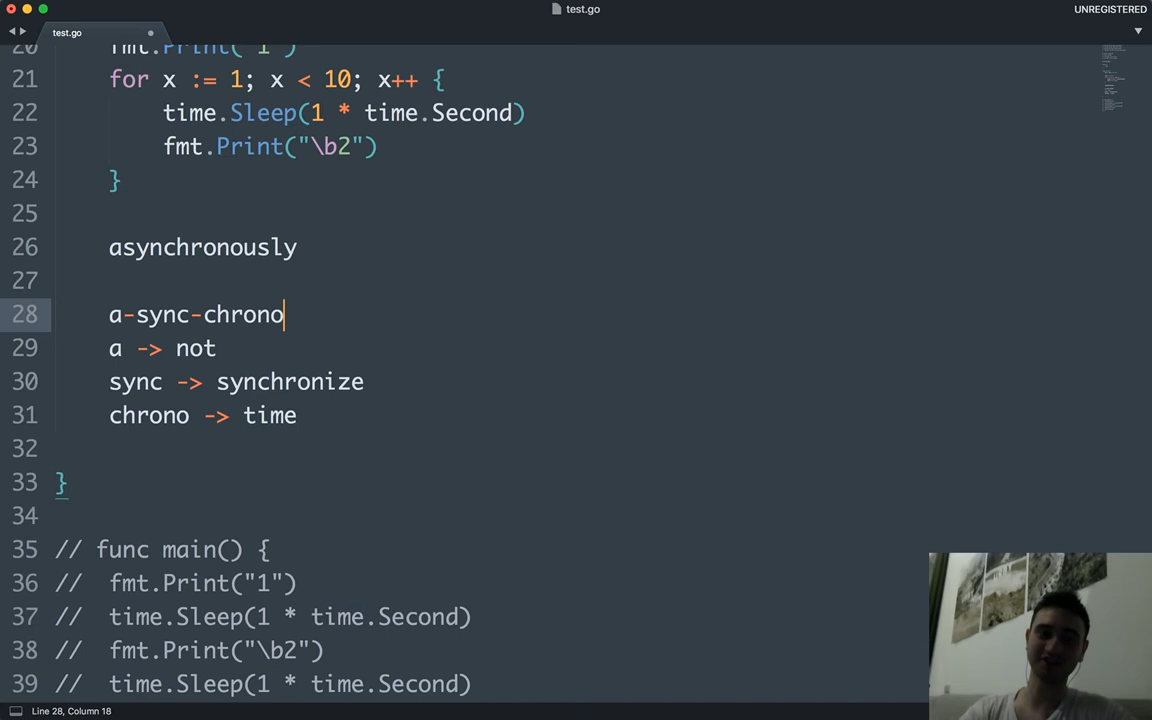 test.go
UNREGISTERED
test.go
20 fmt.Print("1")
21 for x := 1; x < 10; x++ {
22 time.Sleep(1 * time.Second)
23 fmt.Print("\b2")
24 }
25
26 asynchronously
27
28 a-sync-chrono
29 a -> not
30 sync -> synchronize
31 chrono -> time
32
33 }
34
35 // func main() {
36 // fmt.Print("1")
37 // time.Sleep(1 * time.Second)
38 // fmt.Print("\b2")
39 // time.Sleep(1 * time.Second)
Line 28, Column 18